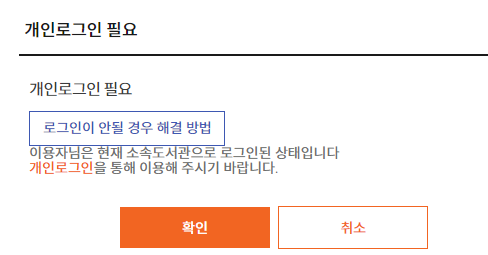 개인로그인 필요
개인로그인 필요
로그인이 안될 경우 해결 방법
이용자님은 현재 소속도서관으로 로그인된 상태입니다
개인로그인을 통해 이용해 주시기 바랍니다.
확인
취소